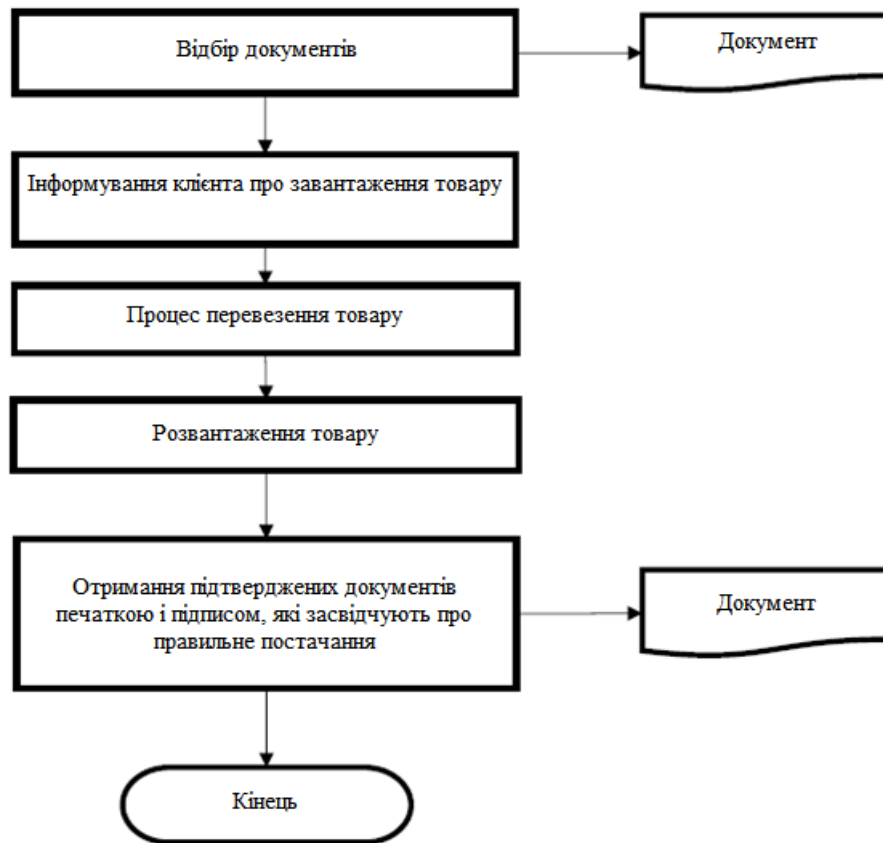 Відбір документів
Документ
Інформування клієнта про завантаження товару
Процес перевезення товару
Розвантаження товару
Отримання підтверджених документів
печаткою і підписом, які засвідчують про
правильне постачання
Документ
Кінець